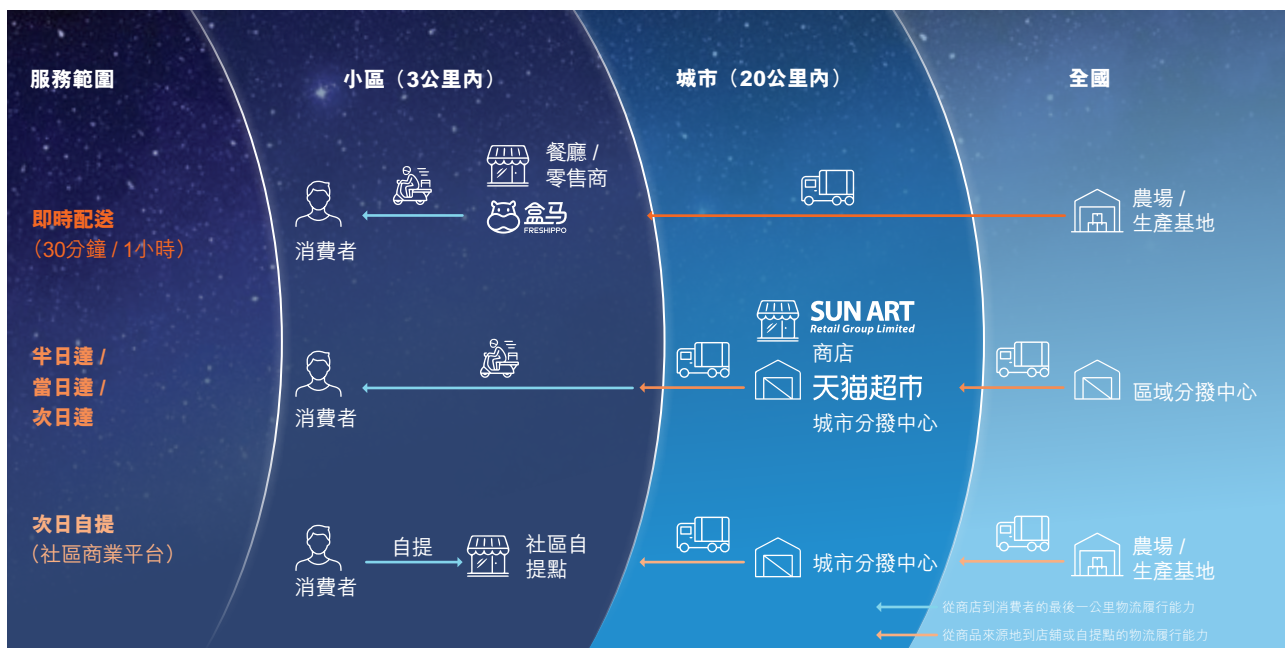 服務範圍
小區（3公里內）
城市（20公里內）
全國
即時配送
（30分鐘 / 1小時）
消費者
餐廳 /
零售商
盒马
FRESHIPPO
農場 /
生產基地
半日達 /
當日達 /
次日達
消費者
SUN ART
Retail Group Limited
商店
天猫超市
城市分撥中心
區域分撥中心
次日自提
（社區商業平台）
消費者
自提
社區自
提點
城市分撥中心
農場 /
生產基地
從商店到消費者的最後一公里物流履行能力
從商品來源地到店舖或自提點的物流履行能力